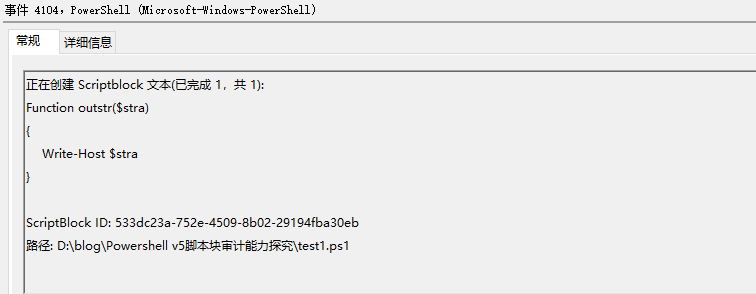 事件 4104，PowerShell (Microsoft-Windows-PowerShell)
常规 详细信息
正在创建 Scriptblock 文本(已完成 1，共 1):
Function outstr($stra)
{
    Write-Host $stra
}
ScriptBlock ID: 533dc23a-752e-4509-8b02-29194fba30eb
路径: D:\blog\Powershell v5脚本块审计能力探究\test1.ps1